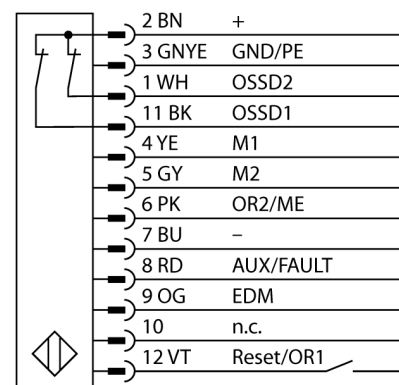 2 BN +
3 GNYE GND/PE
1 WH OSSD2
11 BK OSSD1
4 YE M1
5 GY M2
6 PK OR2/ME
7 BU –
8 RD AUX/FAULT
9 OG EDM
10 n.c.
12 VT Reset/OR1